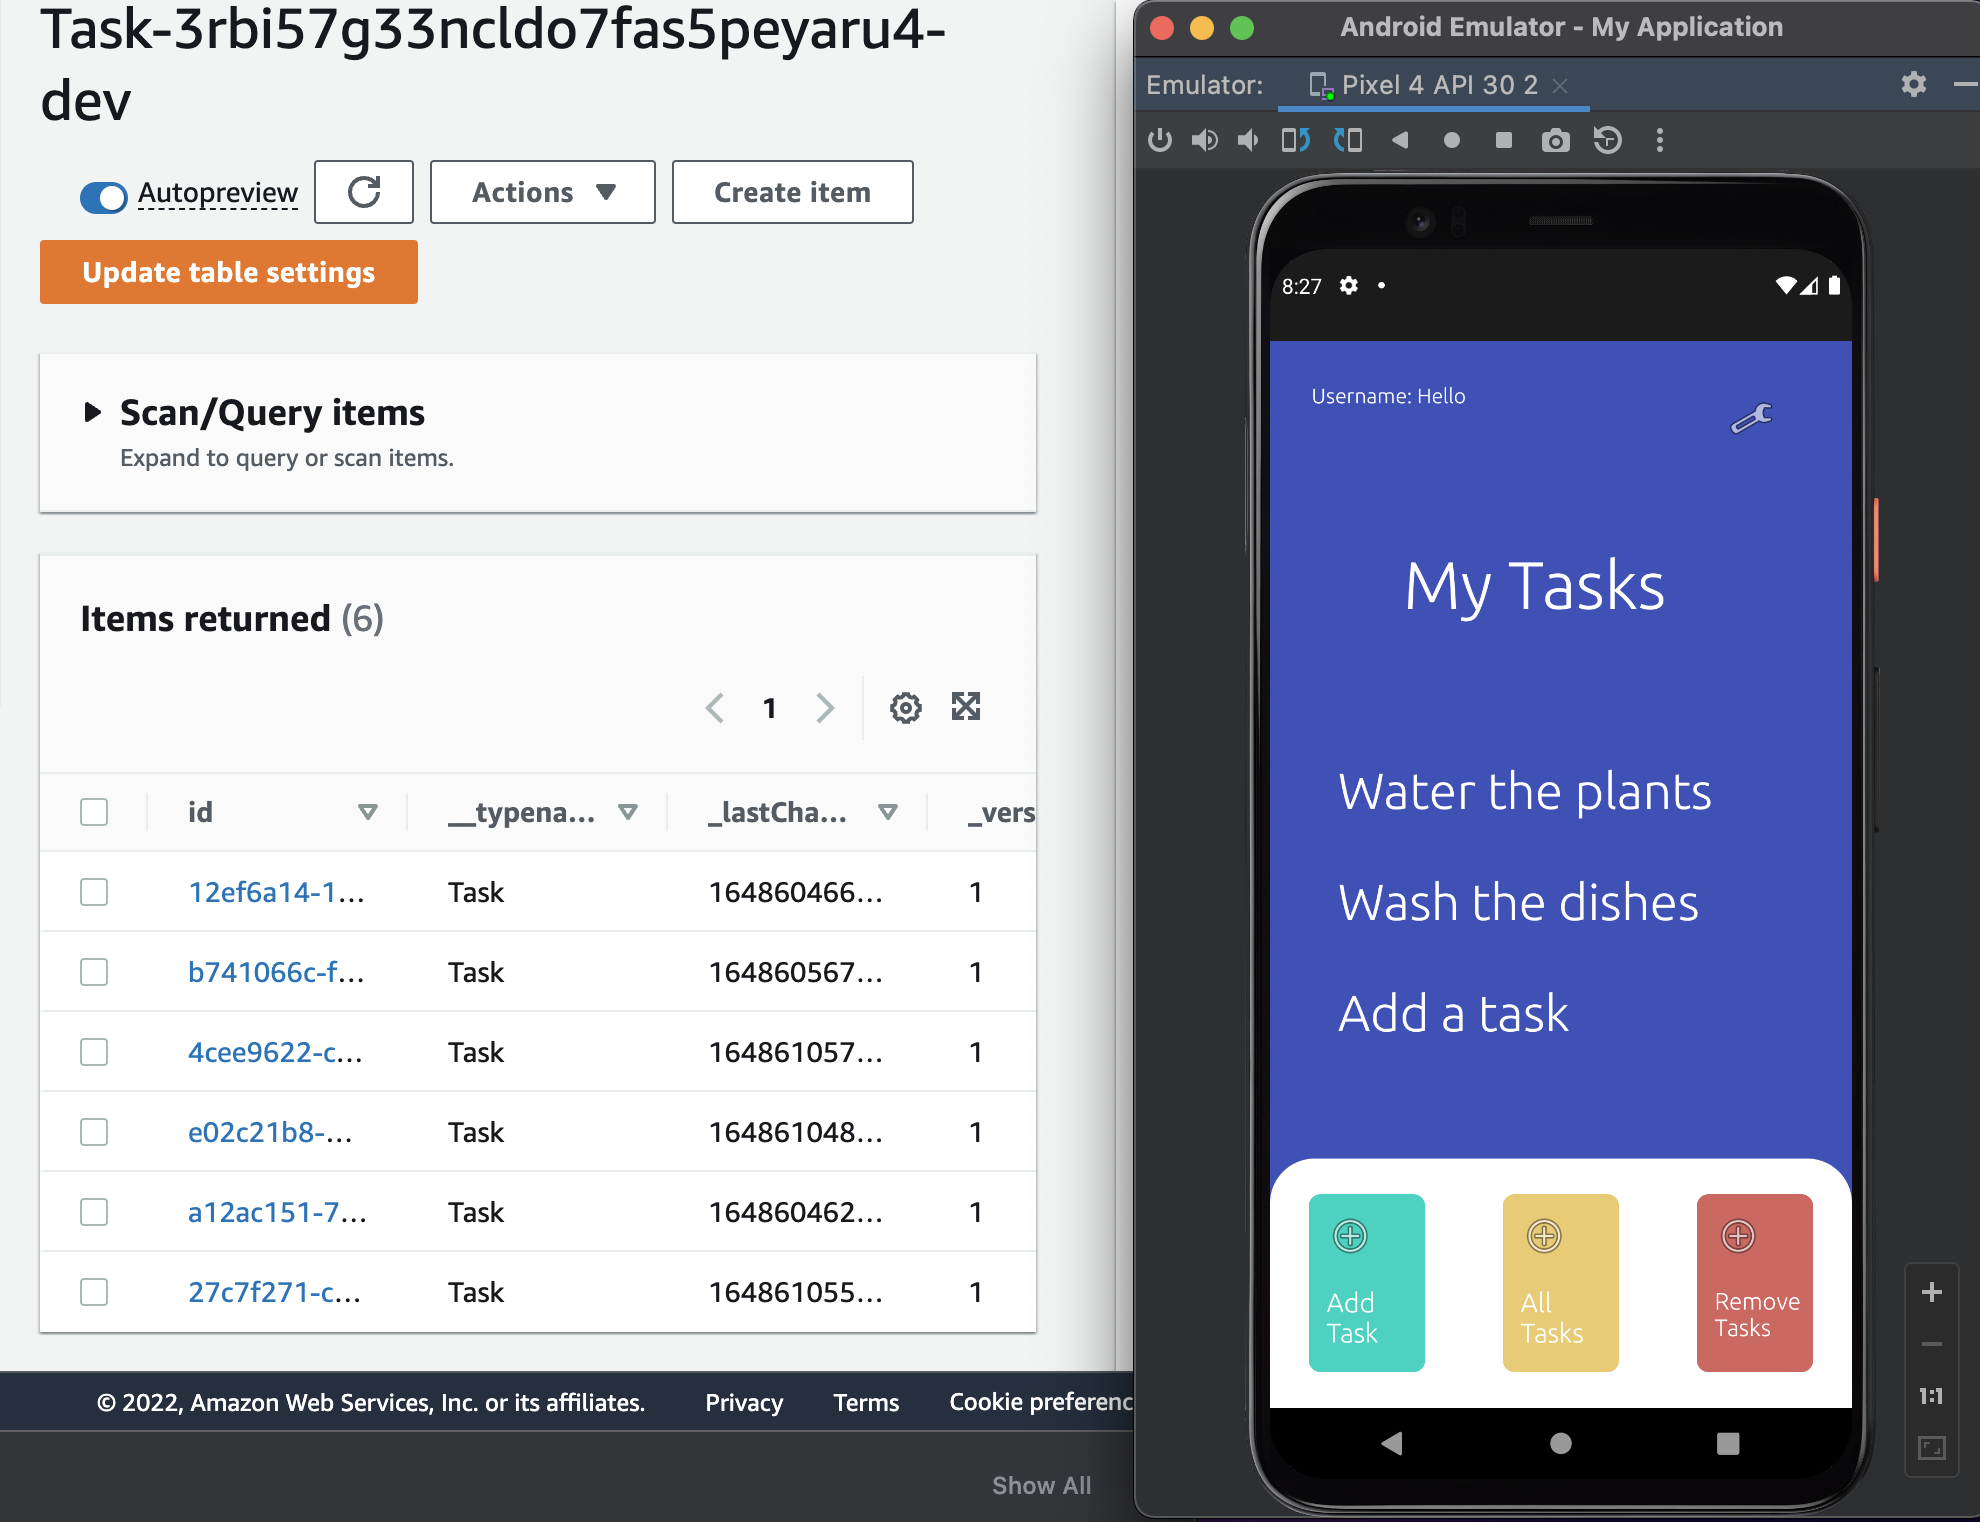 Task-3rbi57g33ncldo7fas5peyaru4-
dev
Autopreview
Actions
Create item
Update table settings
Scan/Query items
Expand to query or scan items.
Items returned (6)
1
id
__typena...
_lastCha...
_vers
12ef6a14-1... Task 164860466... 1
b741066c-f... Task 164860567... 1
4cee9622-c... Task 164861057... 1
e02c21b8-... Task 164861048... 1
a12ac151-7... Task 164860462... 1
27c7f271-c... Task 164861055... 1
© 2022, Amazon Web Services, Inc. or its affiliates.
Privacy
Terms
Cookie preferenc
Show All
Android Emulator - My Application
Emulator:
Pixel 4 API 30 2
8:27
Username: Hello
My Tasks
Water the plants
Wash the dishes
Add a task
Add
Task
All
Tasks
Remove
Tasks
1:1